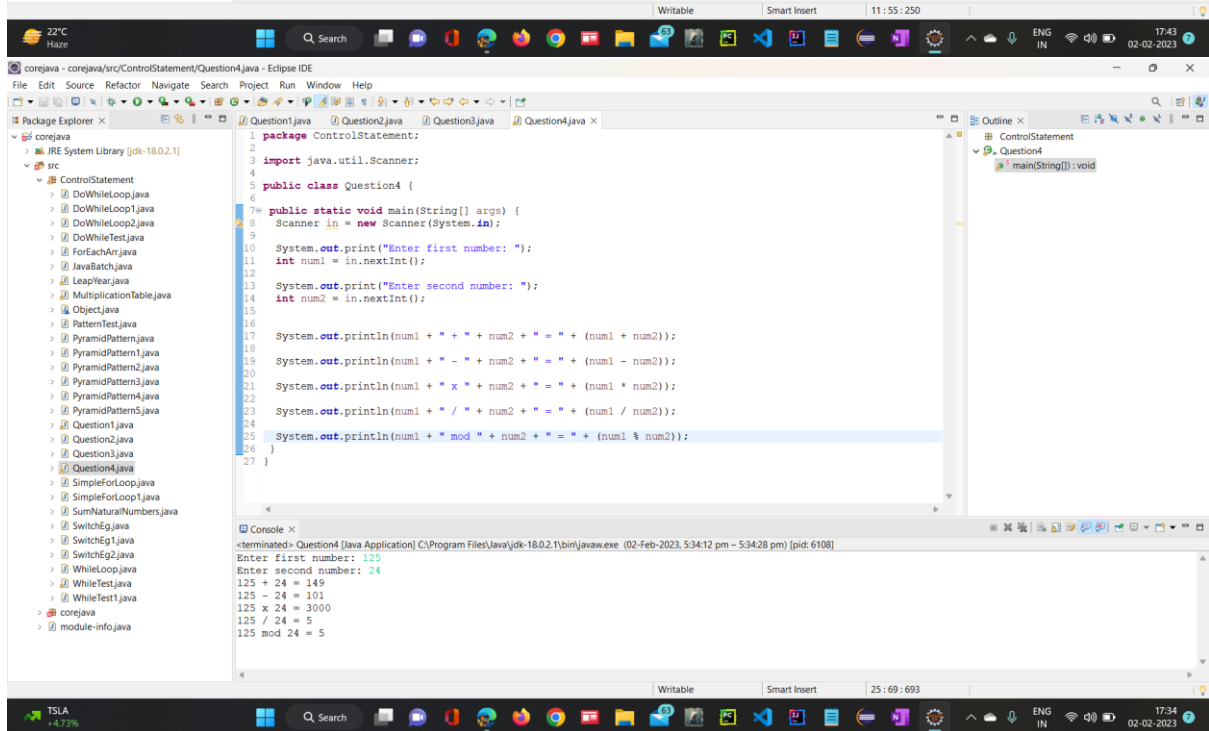 Writable Smart Insert 11 : 55 : 250
22°C
Haze
Search
63
ENG
IN
17:43
02-02-2023
7
corejava - corejava/src/ControlStatement/Question4.java - Eclipse IDE
File Edit Source Refactor Navigate Search Project Run Window Help
Package Explorer
Question1.java Question2.java Question3.java Question4.java
Outline
corejava
JRE System Library [jdk-18.0.2.1]
src
ControlStatement
DoWhileLoop.java
DoWhileLoop1.java
DoWhileLoop2.java
DoWhileTest.java
ForEachArr.java
JavaBatch.java
LeapYear.java
MultiplicationTable.java
Object.java
PatternTest.java
PyramidPattern.java
PyramidPattern1.java
PyramidPattern2.java
PyramidPattern3.java
PyramidPattern4.java
PyramidPattern5.java
Question1.java
Question2.java
Question3.java
Question4.java
SimpleForLoop.java
SimpleForLoop1.java
SumNaturalNumbers.java
SwitchEg.java
SwitchEg1.java
SwitchEg2.java
WhileLoop.java
WhileTest.java
WhileTest1.java
corejava
module-info.java
1 package ControlStatement;
2
3 import java.util.Scanner;
4
5 public class Question4 {
6
7 public static void main(String[] args) {
8 Scanner in = new Scanner(System.in);
9
10 System.out.print("Enter first number: ");
11 int num1 = in.nextInt();
12
13 System.out.print("Enter second number: ");
14 int num2 = in.nextInt();
15
16
17 System.out.println(num1 + " + " + num2 + " = " + (num1 + num2));
18
19 System.out.println(num1 + " - " + num2 + " = " + (num1 - num2));
20
21 System.out.println(num1 + " x " + num2 + " = " + (num1 * num2));
22
23 System.out.println(num1 + " / " + num2 + " = " + (num1 / num2));
24
25 System.out.println(num1 + " mod " + num2 + " = " + (num1 % num2));
26 }
27 }
ControlStatement
Question4
main(String[]) : void
Console
<terminated> Question4 [Java Application] C:\Program Files\Java\jdk-18.0.2.1\bin\javaw.exe (02-Feb-2023, 5:34:12 pm – 5:34:28 pm) [pid: 6108]
Enter first number: 125
Enter second number: 24
125 + 24 = 149
125 - 24 = 101
125 x 24 = 3000
125 / 24 = 5
125 mod 24 = 5
Writable Smart Insert 25 : 69 : 693
TSLA
+4.73%
Search
63
ENG
IN
17:34
02-02-2023
7